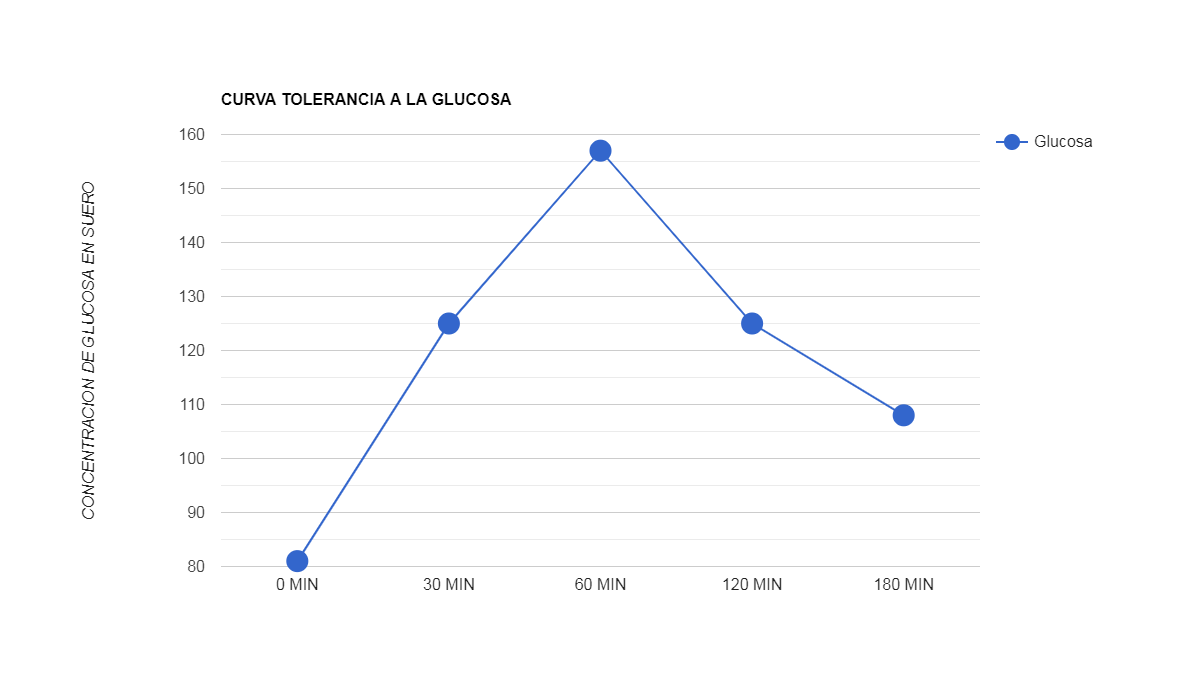 CURVA TOLERANCIA A LA GLUCOSA
Glucosa
CONCENTRACION DE GLUCOSA EN SUERO
160
150
140
130
120
110
100
90
80
0 MIN
30 MIN
60 MIN
120 MIN
180 MIN